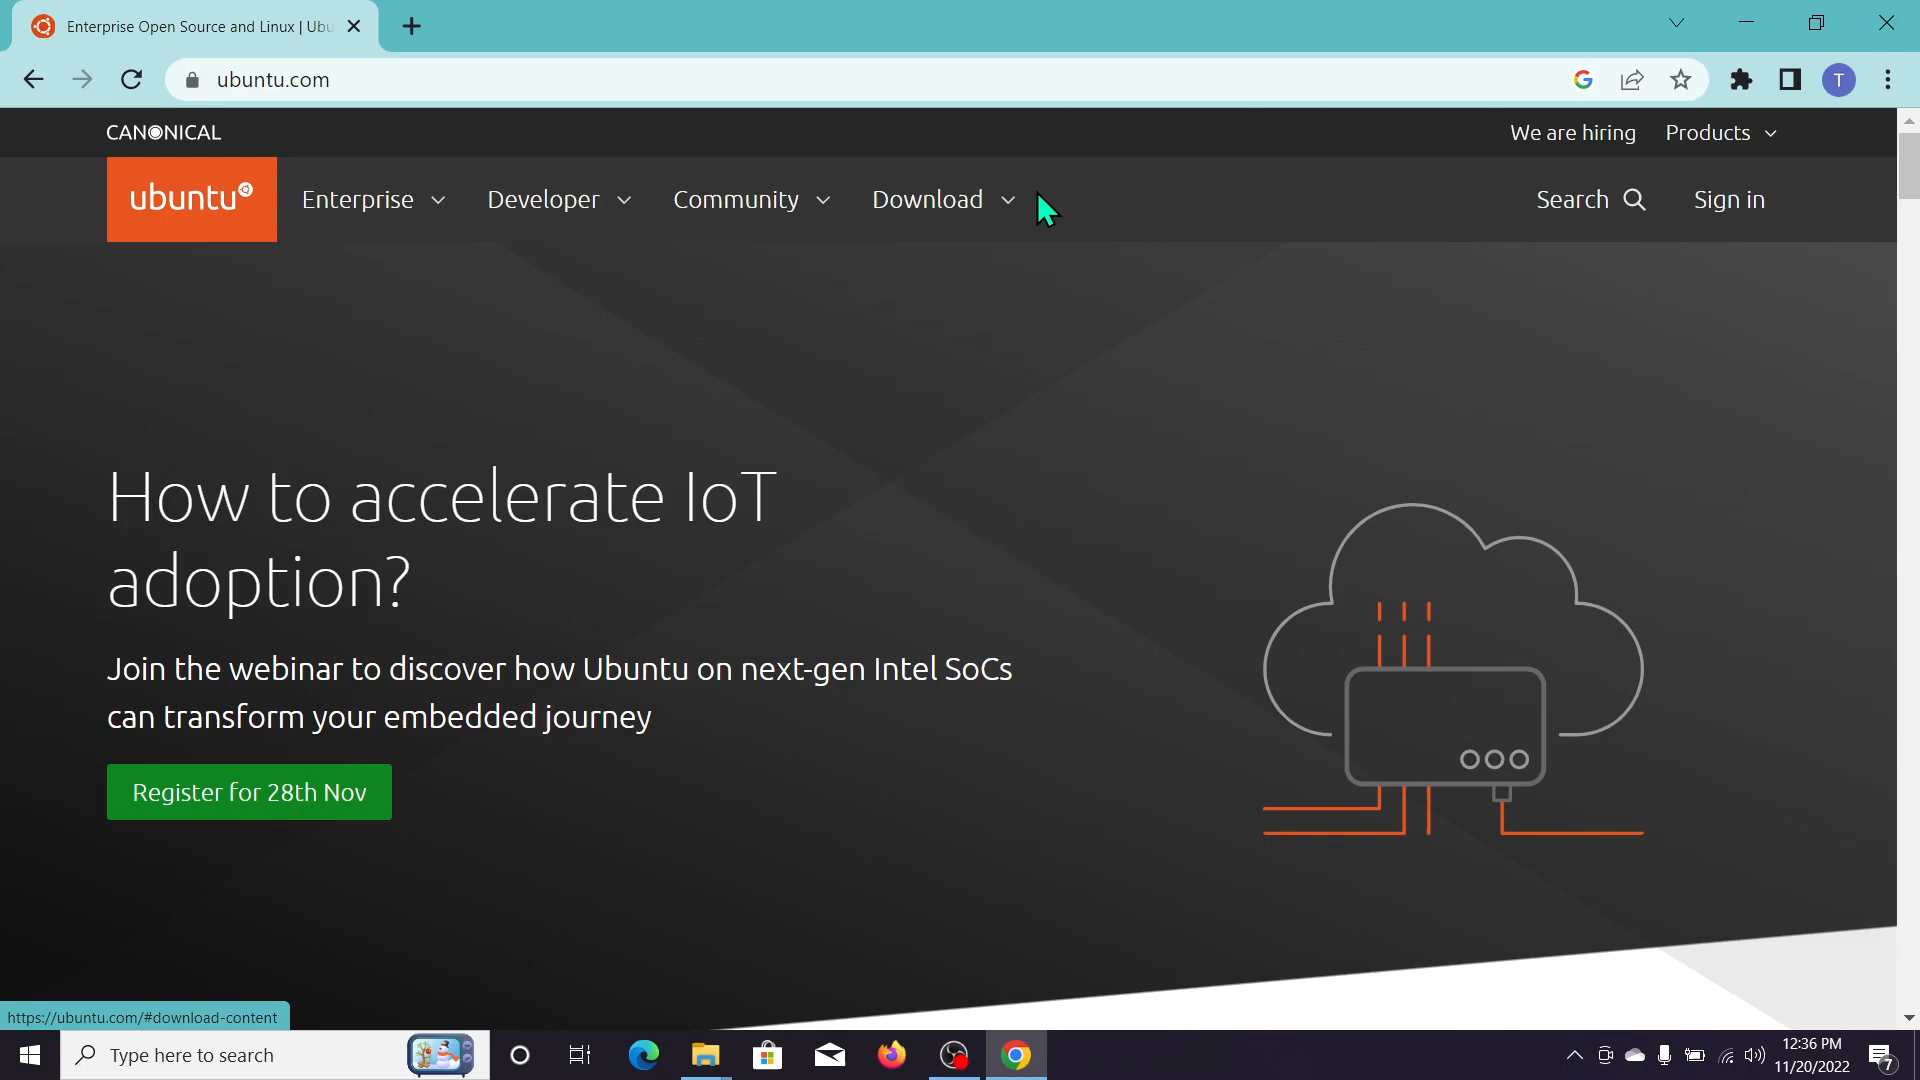 Enterprise Open Source and Linux | Ubu
ubuntu.com
T
CANONICAL
We are hiring
Products
ubuntu
Enterprise
Developer
Community
Download
Search
Sign in
How to accelerate IoT
adoption?
Join the webinar to discover how Ubuntu on next-gen Intel SoCs
can transform your embedded journey
Register for 28th Nov
https://ubuntu.com/#download-content
Type here to search
12:36 PM
11/20/2022
7